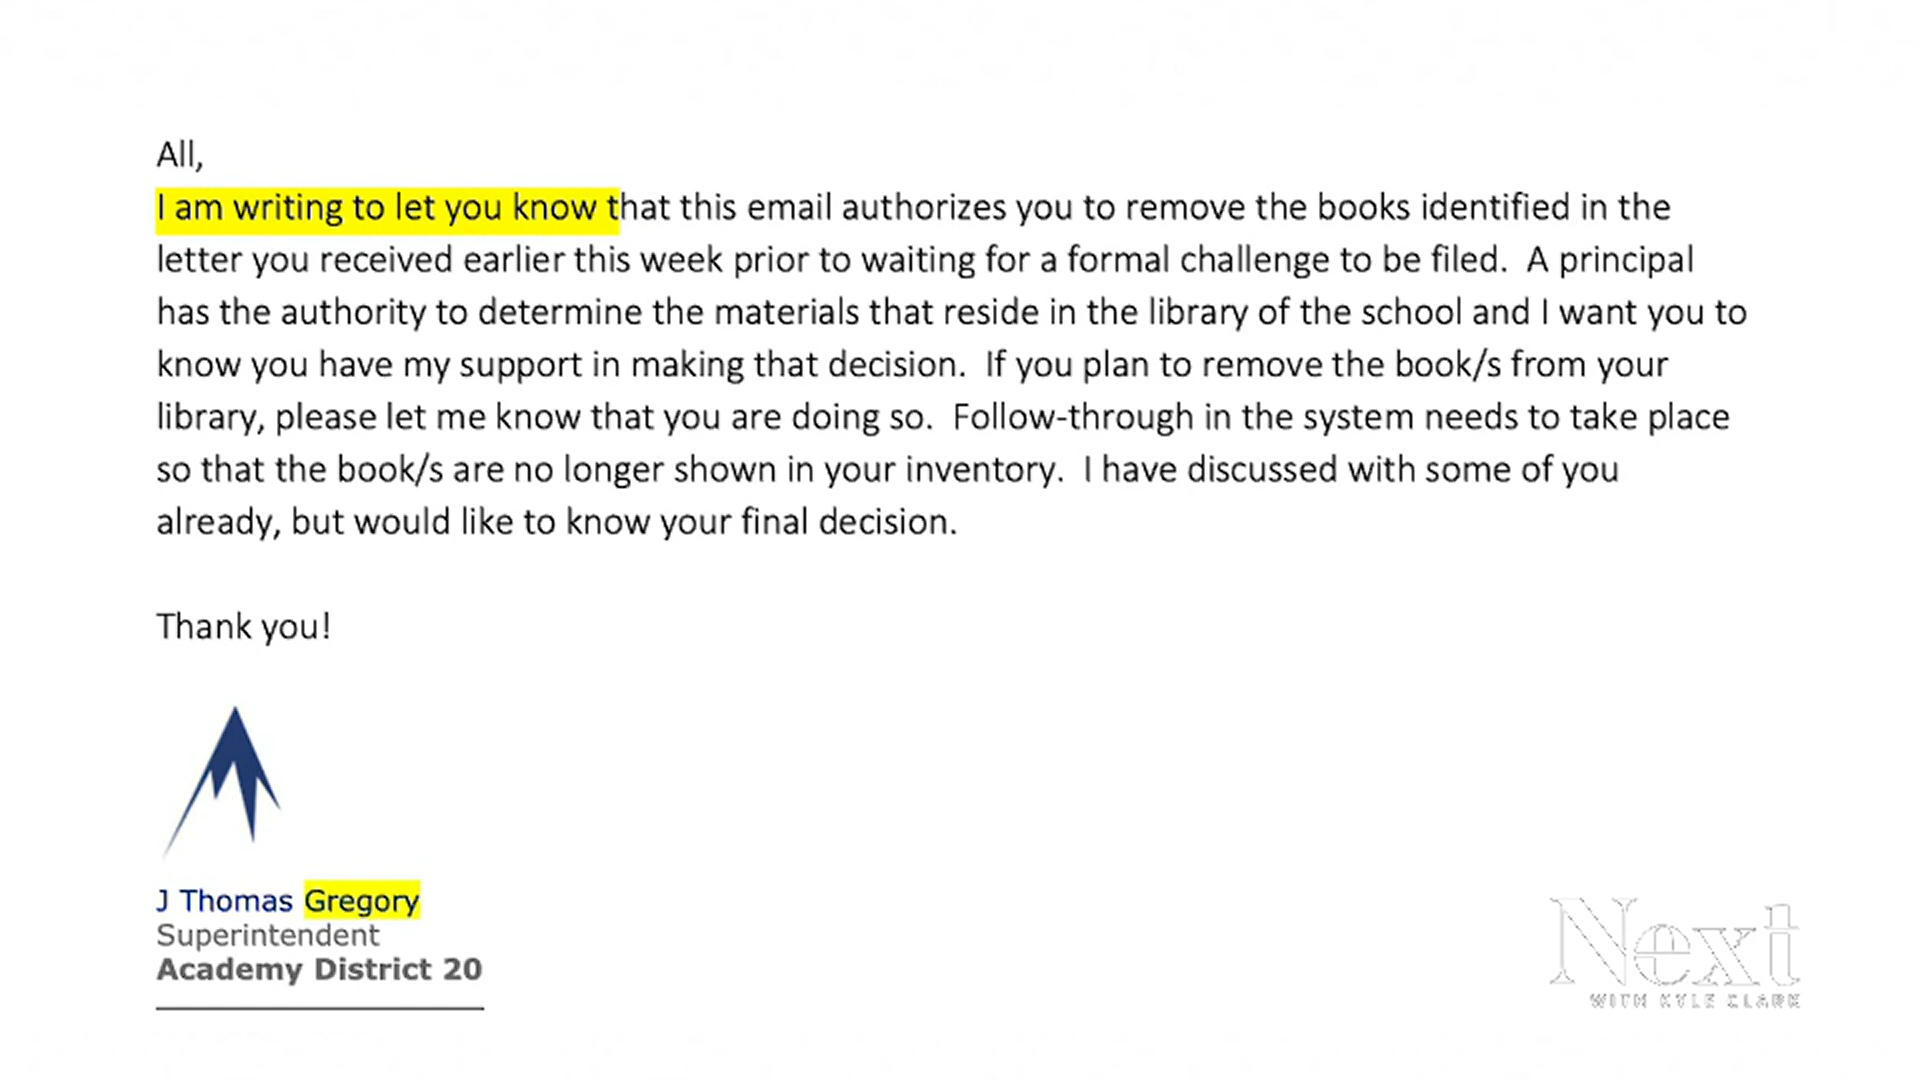 All,
I am writing to let you know that this email authorizes you to remove the books identified in the
letter you received earlier this week prior to waiting for a formal challenge to be filed.  A principal
has the authority to determine the materials that reside in the library of the school and I want you to
know you have my support in making that decision.  If you plan to remove the book/s from your
library, please let me know that you are doing so.  Follow-through in the system needs to take place
so that the book/s are no longer shown in your inventory.  I have discussed with some of you
already, but would like to know your final decision.
Thank you!
J Thomas Gregory
Superintendent
Academy District 20
Next
WITH KYLE CLARK